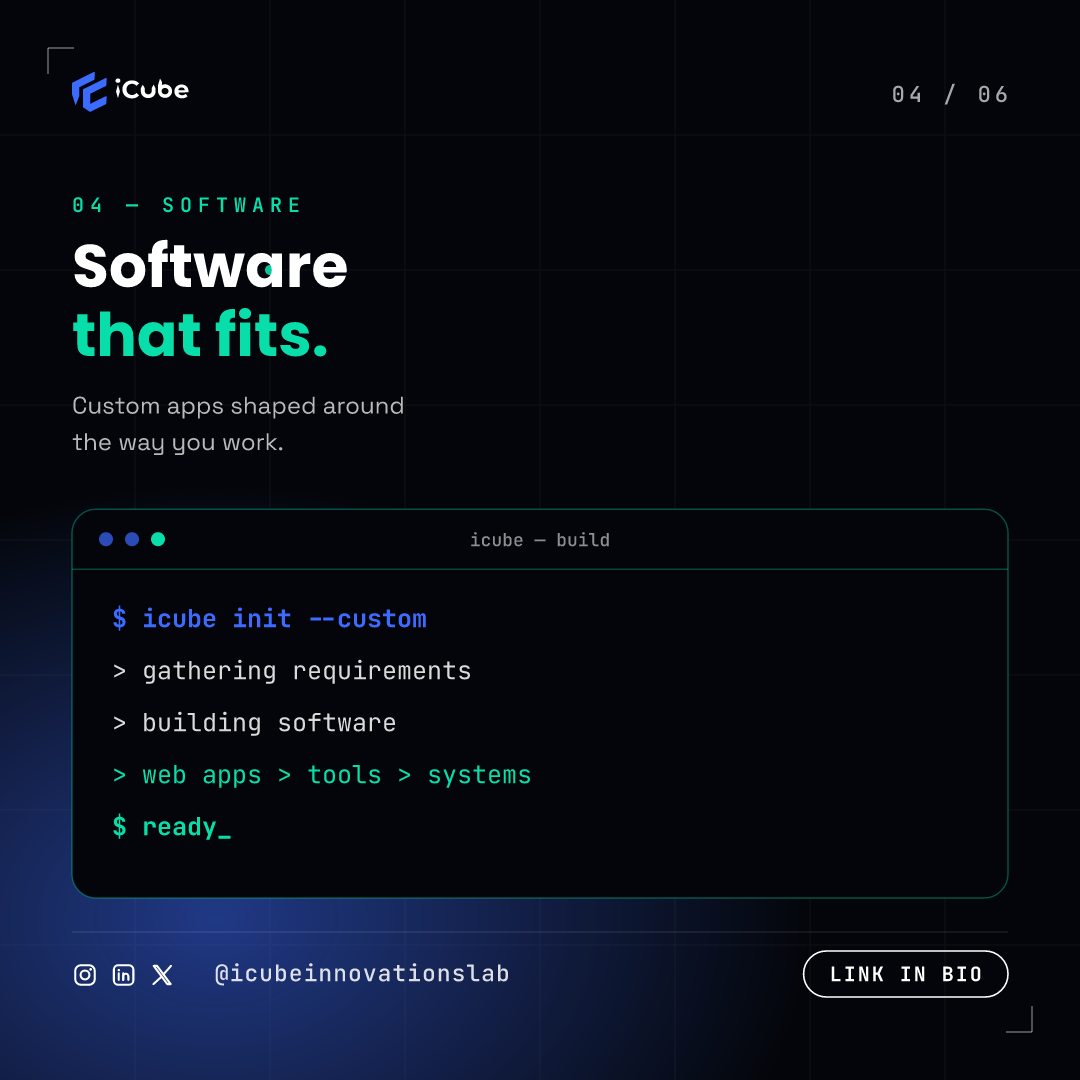 iCube
04 / 06
04 — SOFTWARE
Software
that fits.
Custom apps shaped around
the way you work.
icube — build
$ icube init --custom
> gathering requirements
> building software
> web apps > tools > systems
$ ready_
@icubeinnovationslab
LINK IN BIO